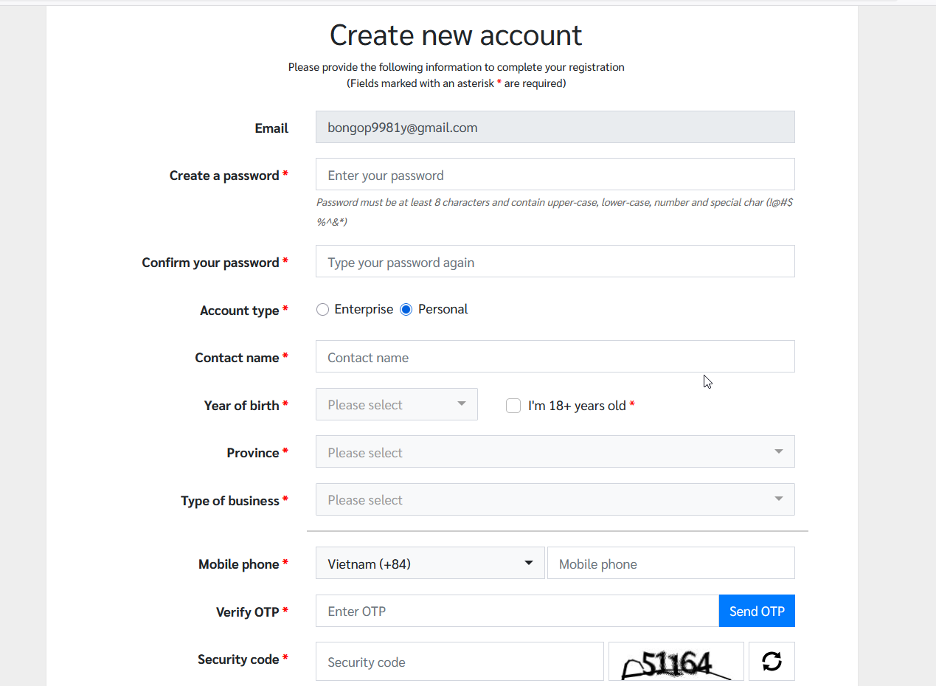 Create new account
Please provide the following information to complete your registration
(Fields marked with an asterisk * are required)
Email
bongop9981y@gmail.com
Create a password *
Enter your password
Password must be at least 8 characters and contain upper-case, lower-case, number and special char (!@#$
%^&*)
Confirm your password *
Type your password again
Account type *
Enterprise
Personal
Contact name *
Contact name
Year of birth *
Please select
I'm 18+ years old *
Province *
Please select
Type of business *
Please select
Mobile phone *
Vietnam (+84)
Mobile phone
Verify OTP *
Enter OTP
Send OTP
Security code *
Security code
51164